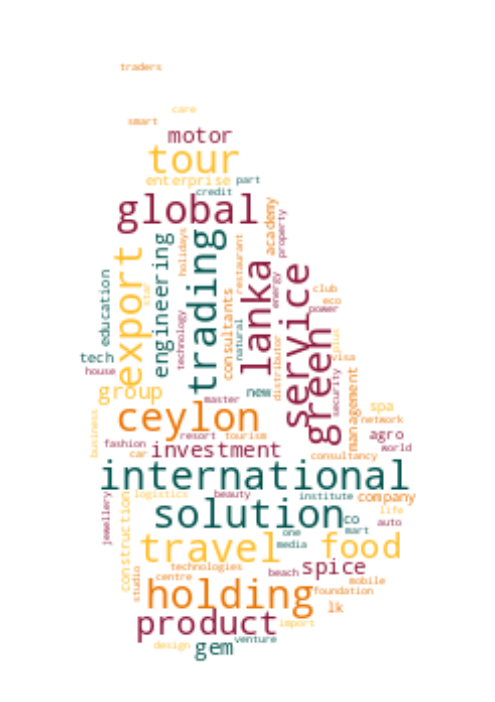 traders
care
smart
motor
tour
enterprise
part
credit
global
academy
property
export
star
engineering
holidays
trading
restaurant
natural
consultants
lanka
energy
distributor
service
green
club
eco
power
education
tech
house
technology
visa
security
management
group
master
new
spa
network
ceylon
business
resort
tourism
agro
fashion
car
investment
world
consultancy
international
jewellery
construction
logistics
beauty
institute
company
solution
co
life
auto
mart
one
media
travel
food
technologies
centre
studio
beach
spice
mobile
foundation
holding
lk
product
import
design
gem
venture